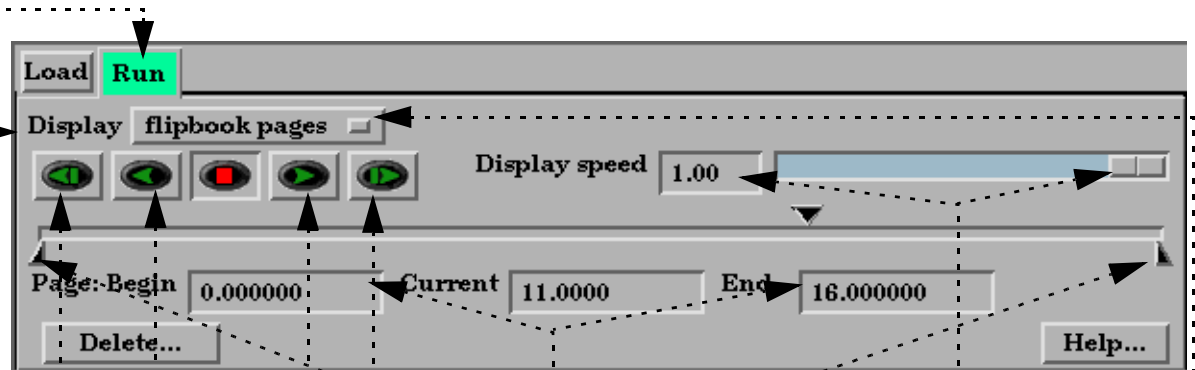 Load Run
Display flipbook pages
Display speed 1.00
Page: Begin 0.000000 Current 11.0000 End 16.000000
Delete... Help...